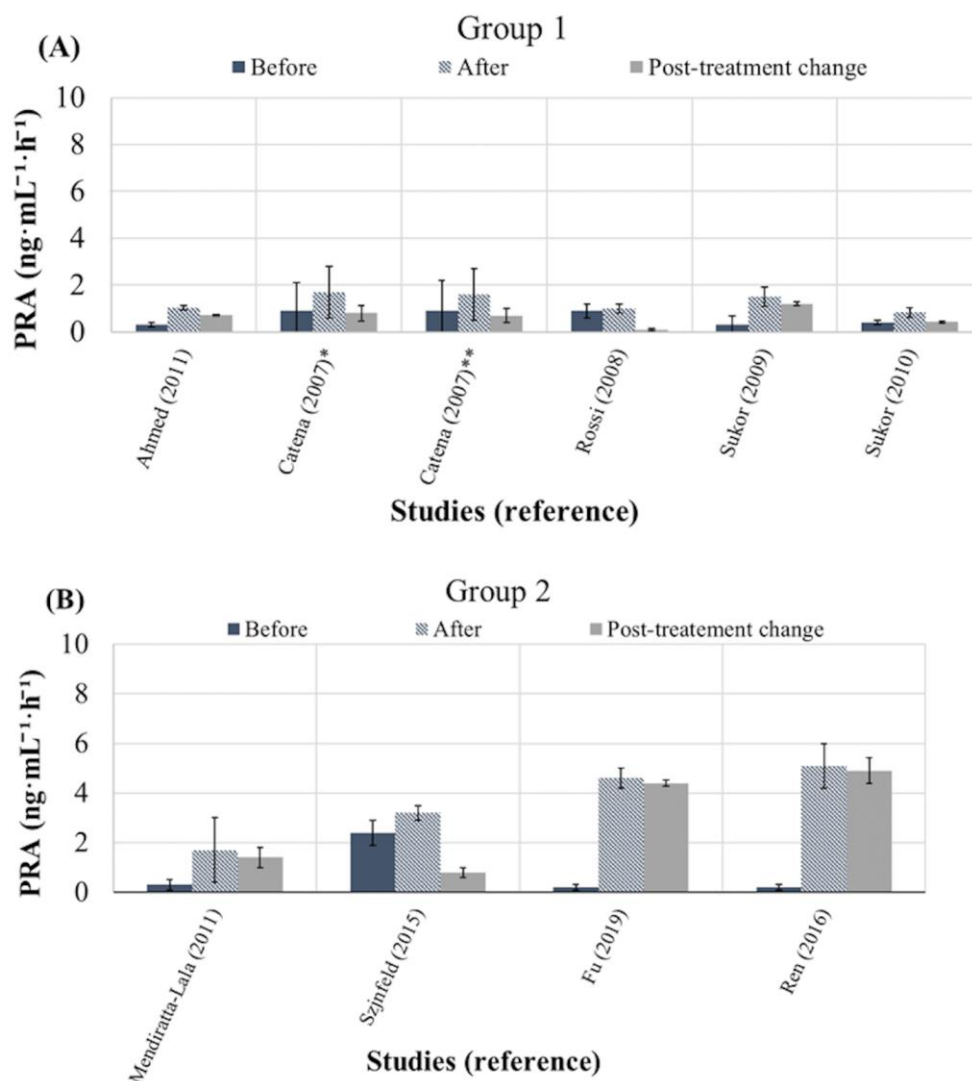 (A)
Group 1
Before After Post-treatment change
PRA (ng·mL⁻¹·h⁻¹)
10
8
6
4
2
0
Ahmed (2011)
Catena (2007)*
Catena (2007)**
Rossi (2008)
Sukor (2009)
Sukor (2010)
Studies (reference)
(B)
Group 2
Before After Post-treatement change
PRA (ng·mL⁻¹·h⁻¹)
10
8
6
4
2
0
Mendiratta-Lala (2011)
Szjnfeld (2015)
Fu (2019)
Ren (2016)
Studies (reference)